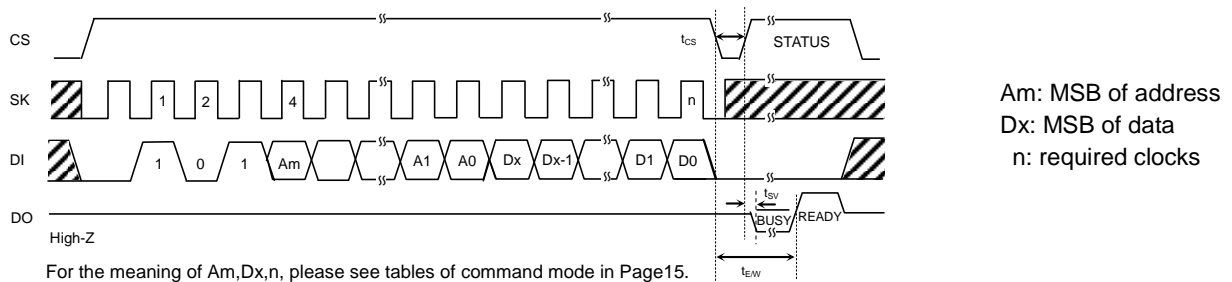 CS
tCS
STATUS
SK
1 2 4 n
DI
1 0 1 Am A1 A0 Dx Dx-1 D1 D0
tSV
DO
BUSY READY
High-Z
tE/W
For the meaning of Am,Dx,n, please see tables of command mode in Page15.
Am: MSB of address
Dx: MSB of data
n: required clocks